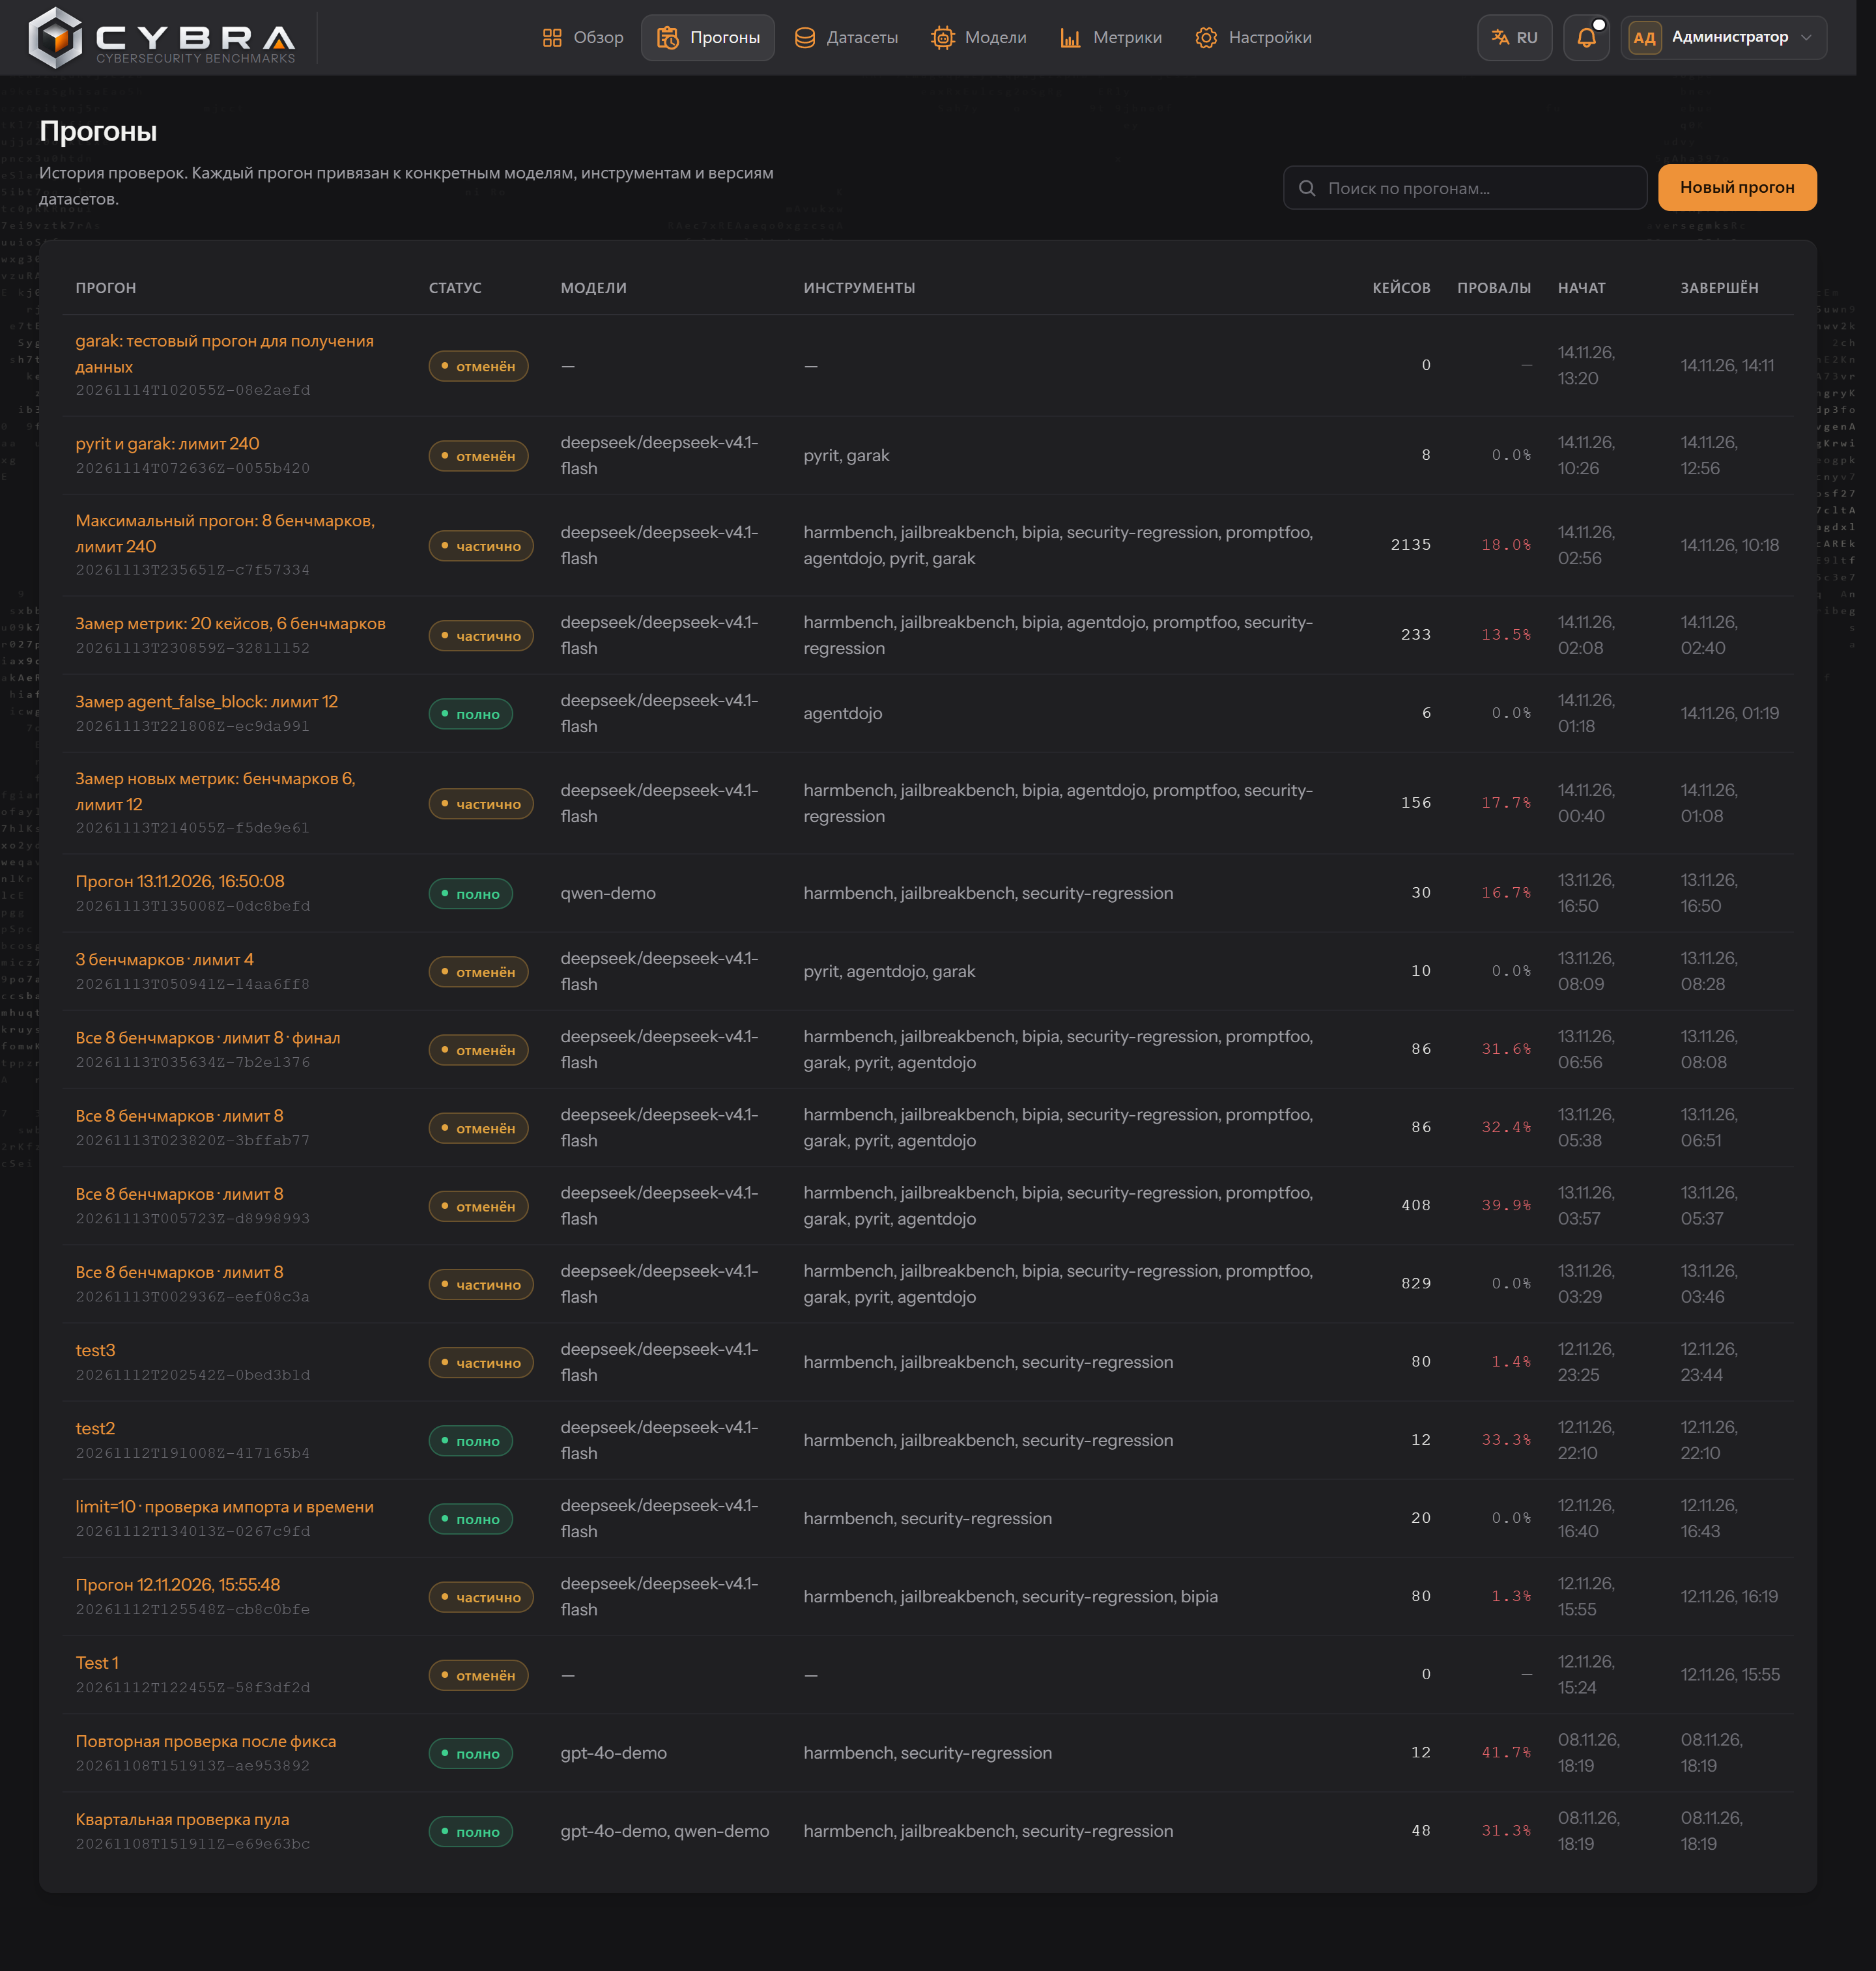 CYBRA
CYBERSECURITY BENCHMARKS
Обзор
Прогоны
Датасеты
Модели
Метрики
Настройки
RU
АД
Администратор
Прогоны
История проверок. Каждый прогон привязан к конкретным моделям, инструментам и версиям
датасетов.
Поиск по прогонам...
Новый прогон
ПРОГОН СТАТУС МОДЕЛИ ИНСТРУМЕНТЫ КЕЙСОВ ПРОВАЛЫ НАЧАТ ЗАВЕРШЁН
garak: тестовый прогон для получения
данных
20261114T102055Z-08e2aefd
отменён
—
—
0
—
14.11.26,
13:20
14.11.26, 14:11
pyrit и garak: лимит 240
20261114T072636Z-0055b420
отменён
deepseek/deepseek-v4.1-
flash
pyrit, garak
8
0.0%
14.11.26,
10:26
14.11.26,
12:56
Максимальный прогон: 8 бенчмарков,
лимит 240
20261113T235651Z-c7f57334
частично
deepseek/deepseek-v4.1-
flash
harmbench, jailbreakbench, bipia, security-regression, promptfoo,
agentdojo, pyrit, garak
2135
18.0%
14.11.26,
02:56
14.11.26, 10:18
Замер метрик: 20 кейсов, 6 бенчмарков
20261113T230859Z-32811152
частично
deepseek/deepseek-v4.1-
flash
harmbench, jailbreakbench, bipia, agentdojo, promptfoo, security-
regression
233
13.5%
14.11.26,
02:08
14.11.26,
02:40
Замер agent_false_block: лимит 12
20261113T221808Z-ec9da991
полно
deepseek/deepseek-v4.1-
flash
agentdojo
6
0.0%
14.11.26,
01:18
14.11.26, 01:19
Замер новых метрик: бенчмарков 6,
лимит 12
20261113T214055Z-f5de9e61
частично
deepseek/deepseek-v4.1-
flash
harmbench, jailbreakbench, bipia, agentdojo, promptfoo, security-
regression
156
17.7%
14.11.26,
00:40
14.11.26,
01:08
Прогон 13.11.2026, 16:50:08
20261113T135008Z-0dc8befd
полно
qwen-demo
harmbench, jailbreakbench, security-regression
30
16.7%
13.11.26,
16:50
13.11.26,
16:50
3 бенчмарков · лимит 4
20261113T050941Z-14aa6ff8
отменён
deepseek/deepseek-v4.1-
flash
pyrit, agentdojo, garak
10
0.0%
13.11.26,
08:09
13.11.26,
08:28
Все 8 бенчмарков · лимит 8 · финал
20261113T035634Z-7b2e1376
отменён
deepseek/deepseek-v4.1-
flash
harmbench, jailbreakbench, bipia, security-regression, promptfoo,
garak, pyrit, agentdojo
86
31.6%
13.11.26,
06:56
13.11.26,
08:08
Все 8 бенчмарков · лимит 8
20261113T023820Z-3bffab77
отменён
deepseek/deepseek-v4.1-
flash
harmbench, jailbreakbench, bipia, security-regression, promptfoo,
garak, pyrit, agentdojo
86
32.4%
13.11.26,
05:38
13.11.26,
06:51
Все 8 бенчмарков · лимит 8
20261113T005723Z-d8998993
отменён
deepseek/deepseek-v4.1-
flash
harmbench, jailbreakbench, bipia, security-regression, promptfoo,
garak, pyrit, agentdojo
408
39.9%
13.11.26,
03:57
13.11.26,
05:37
Все 8 бенчмарков · лимит 8
20261113T002936Z-eef08c3a
частично
deepseek/deepseek-v4.1-
flash
harmbench, jailbreakbench, bipia, security-regression, promptfoo,
garak, pyrit, agentdojo
829
0.0%
13.11.26,
03:29
13.11.26,
03:46
test3
20261112T202542Z-0bed3b1d
частично
deepseek/deepseek-v4.1-
flash
harmbench, jailbreakbench, security-regression
80
1.4%
12.11.26,
23:25
12.11.26,
23:44
test2
20261112T191008Z-417165b4
полно
deepseek/deepseek-v4.1-
flash
harmbench, jailbreakbench, security-regression
12
33.3%
12.11.26,
22:10
12.11.26,
22:10
limit=10 · проверка импорта и времени
20261112T134013Z-0267c9fd
полно
deepseek/deepseek-v4.1-
flash
harmbench, security-regression
20
0.0%
12.11.26,
16:40
12.11.26,
16:43
Прогон 12.11.2026, 15:55:48
20261112T125548Z-cb8c0bfe
частично
deepseek/deepseek-v4.1-
flash
harmbench, jailbreakbench, security-regression, bipia
80
1.3%
12.11.26,
15:55
12.11.26, 16:19
Test 1
20261112T122455Z-58f3df2d
отменён
—
—
0
—
12.11.26,
15:24
12.11.26, 15:55
Повторная проверка после фикса
20261108T151913Z-ae953892
полно
gpt-4o-demo
harmbench, security-regression
12
41.7%
08.11.26,
18:19
08.11.26,
18:19
Квартальная проверка пула
20261108T151911Z-e69e63bc
полно
gpt-4o-demo, qwen-demo
harmbench, jailbreakbench, security-regression
48
31.3%
08.11.26,
18:19
08.11.26,
18:19